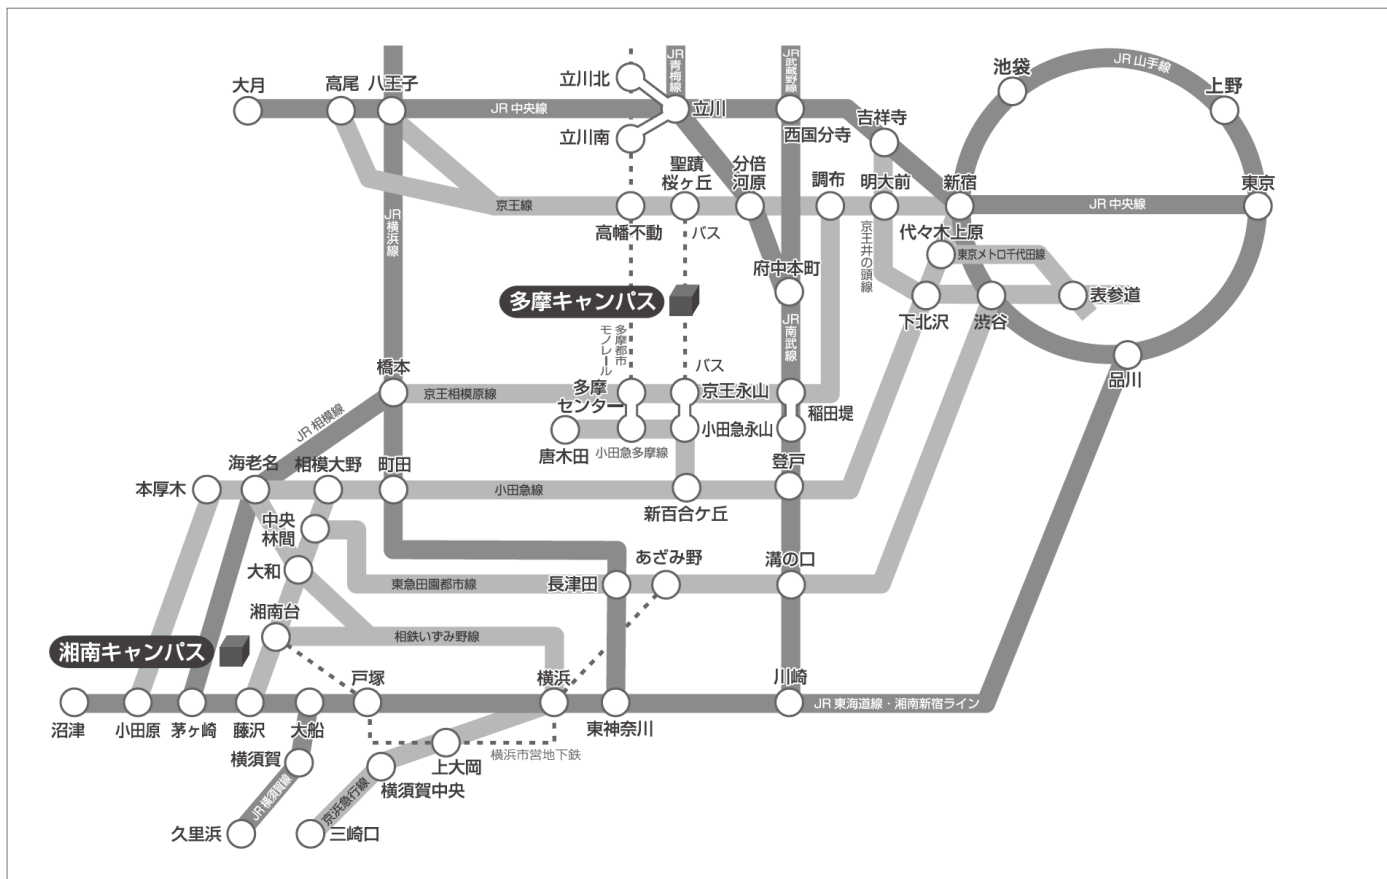 JR青梅線
JR武蔵野線
池袋
JR山手線
上野
大月
高尾
八王子
立川北
JR中央線
立川
西国分寺
吉祥寺
立川南
聖蹟
桜ヶ丘
分倍
河原
調布
明大前
新宿
東京
JR中央線
JR横浜線
京王線
高幡不動
バス
京王井の頭線
代々木上原
東京メトロ千代田線
府中本町
多摩キャンパス
下北沢
渋谷
表参道
多摩都市
モノレール
JR南武線
バス
品川
橋本
京王相模原線
多摩
センター
京王永山
稲田堤
JR相模線
唐木田
小田急多摩線
小田急永山
本厚木
海老名
相模大野
町田
小田急線
新百合ケ丘
登戸
中央
林間
大和
東急田園都市線
長津田
あざみ野
溝の口
湘南台
相鉄いずみ野線
湘南キャンパス
戸塚
横浜
川崎
JR東海道線・湘南新宿ライン
沼津
小田原
茅ヶ崎
藤沢
大船
東神奈川
横須賀
上大岡
横浜市営地下鉄
JR横須賀線
京浜急行線
横須賀中央
久里浜
三崎口